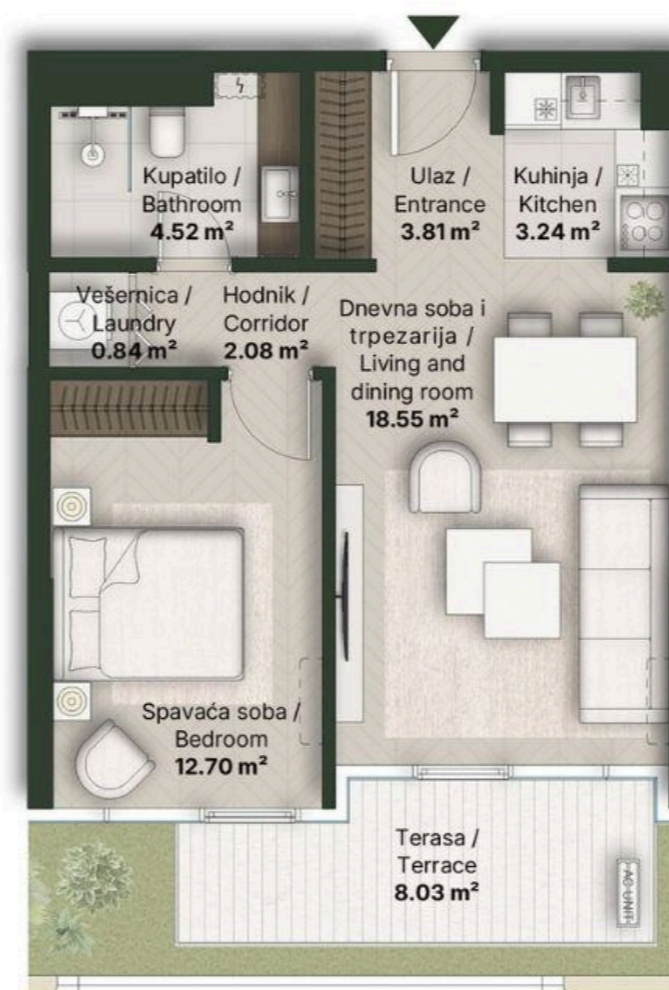 Kupatilo /
Bathroom
4.52 m²
Ulaz /
Entrance
3.81 m²
Kuhinja /
Kitchen
3.24 m²
Vešernica /
Laundry
0.84 m²
Hodnik /
Corridor
2.08 m²
Dnevna soba i
trpezarija /
Living and
dining room
18.55 m²
Spavaća soba /
Bedroom
12.70 m²
Terasa /
Terrace
8.03 m²
AC UNIT